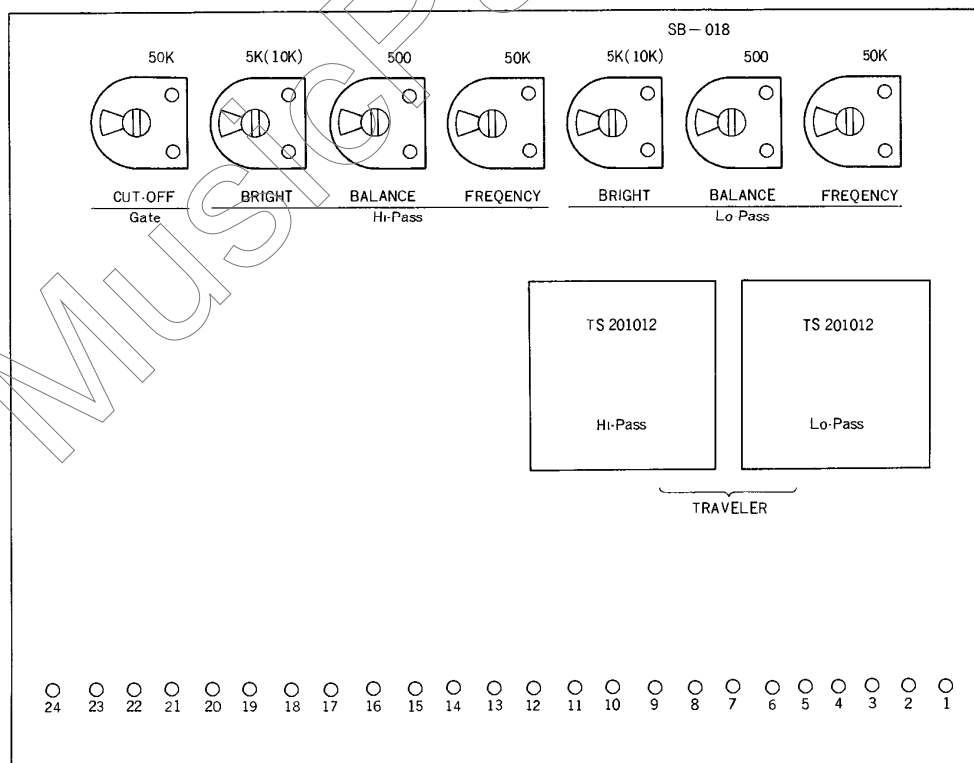 SB-018
50K 5K(10K) 500 50K 5K(10K) 500 50K
CUT-OFF BRIGHT BALANCE FREQENCY BRIGHT BALANCE FREQENCY
Gate Hi-Pass Lo-Pass
TS 201012 TS 201012
Hi-Pass Lo-Pass
TRAVELER
24 23 22 21 20 19 18 17 16 15 14 13 12 11 10 9 8 7 6 5 4 3 2 1